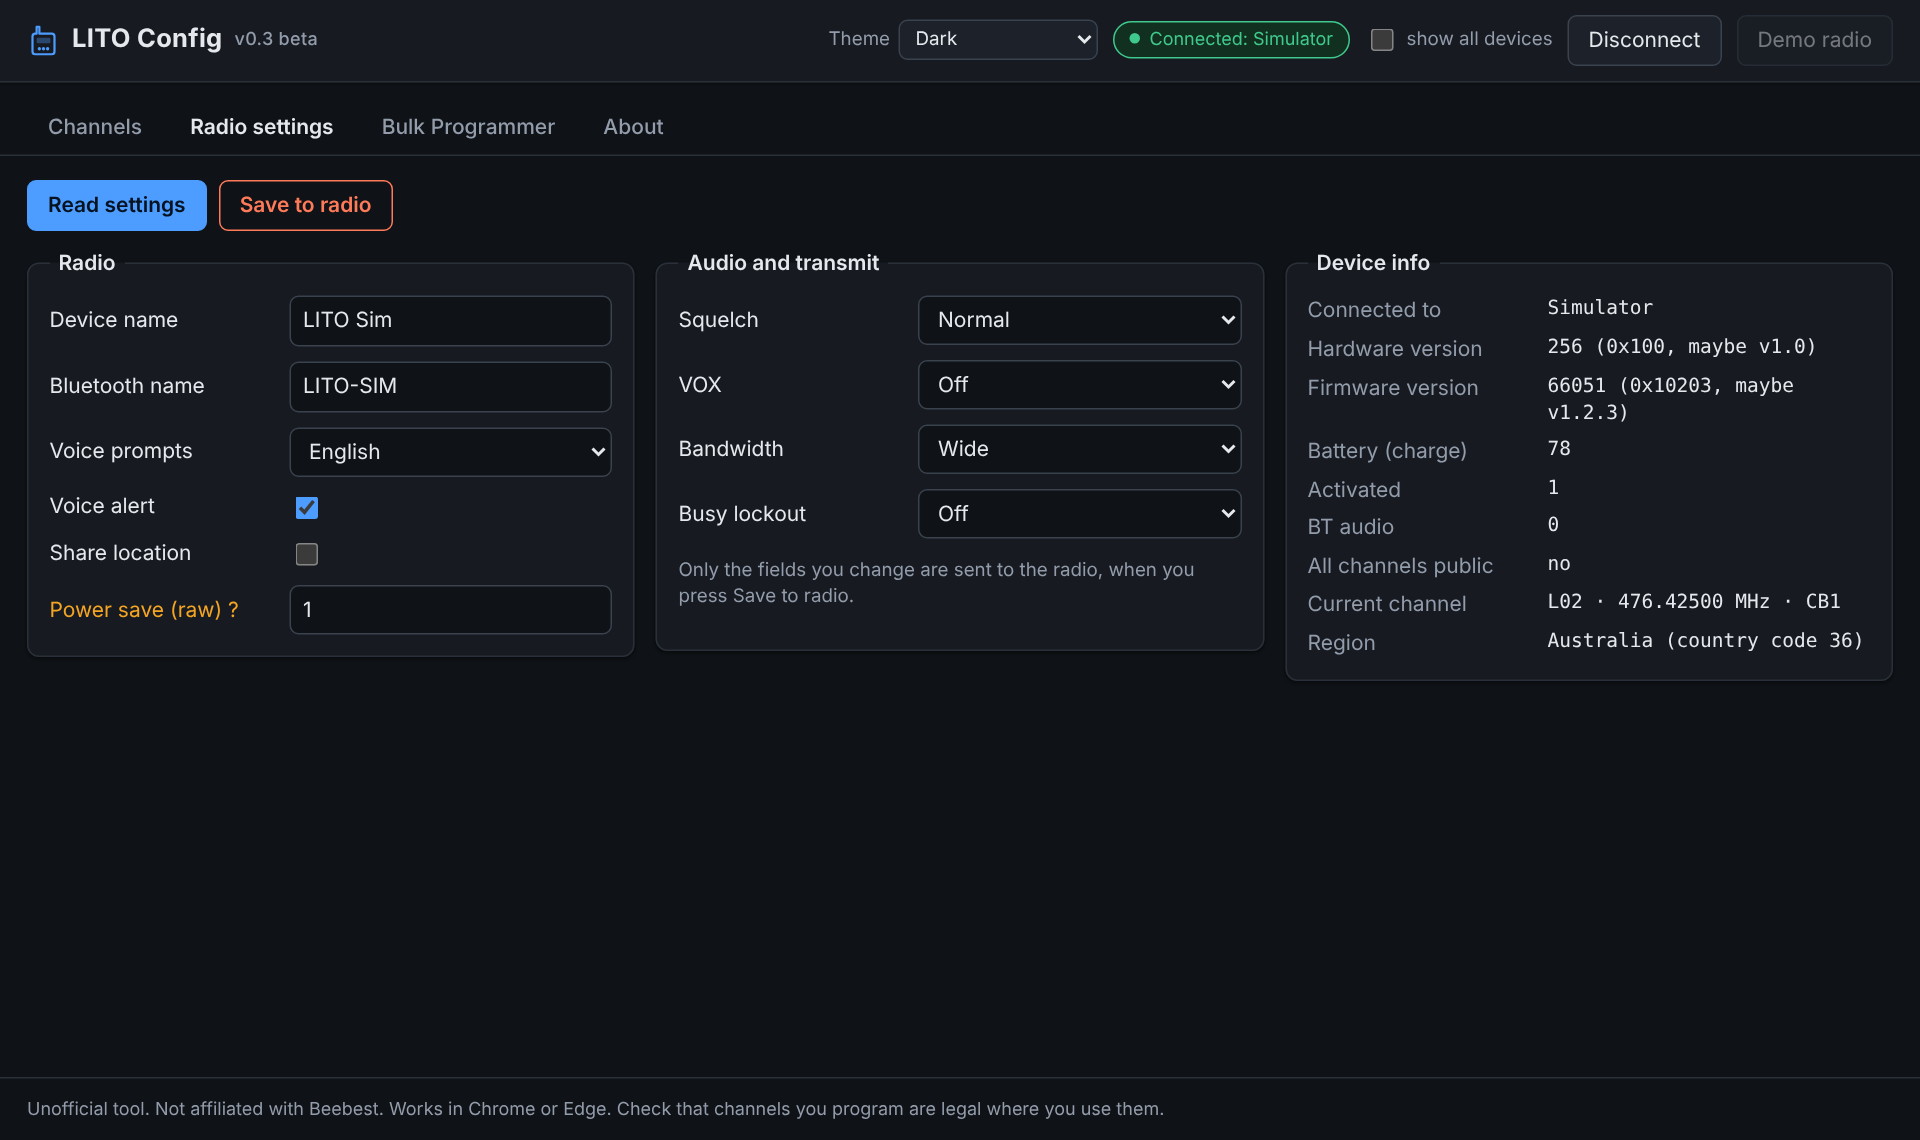 LITO Config v0.3 beta
Theme Dark Connected: Simulator show all devices Disconnect Demo radio
Channels Radio settings Bulk Programmer About
Read settings Save to radio
Radio
Device name LITO Sim
Bluetooth name LITO-SIM
Voice prompts English
Voice alert
Share location
Power save (raw) ? 1
Audio and transmit
Squelch Normal
VOX Off
Bandwidth Wide
Busy lockout Off
Only the fields you change are sent to the radio, when you
press Save to radio.
Device info
Connected to Simulator
Hardware version 256 (0x100, maybe v1.0)
Firmware version 66051 (0x10203, maybe
v1.2.3)
Battery (charge) 78
Activated 1
BT audio 0
All channels public no
Current channel L02 · 476.42500 MHz · CB1
Region Australia (country code 36)
Unofficial tool. Not affiliated with Beebest. Works in Chrome or Edge. Check that channels you program are legal where you use them.